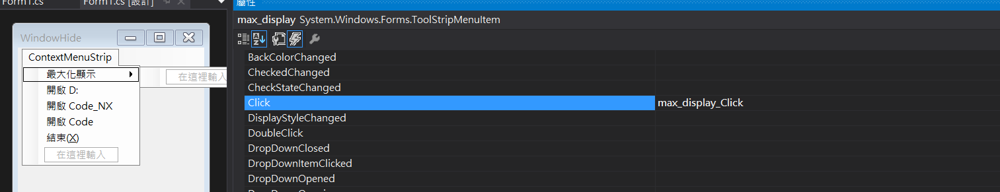 Form1.cs
Form1.cs [設計]
屬性
max_display System.Windows.Forms.ToolStripMenuItem
WindowHide
ContextMenuStrip
最大化顯示
在這裡輸入
開啟 D:
開啟 Code_NX
開啟 Code
結束(X)
在這裡輸入
BackColorChanged
CheckedChanged
CheckStateChanged
Click max_display_Click
DisplayStyleChanged
DoubleClick
DropDownClosed
DropDownItemClicked
DropDownOpened